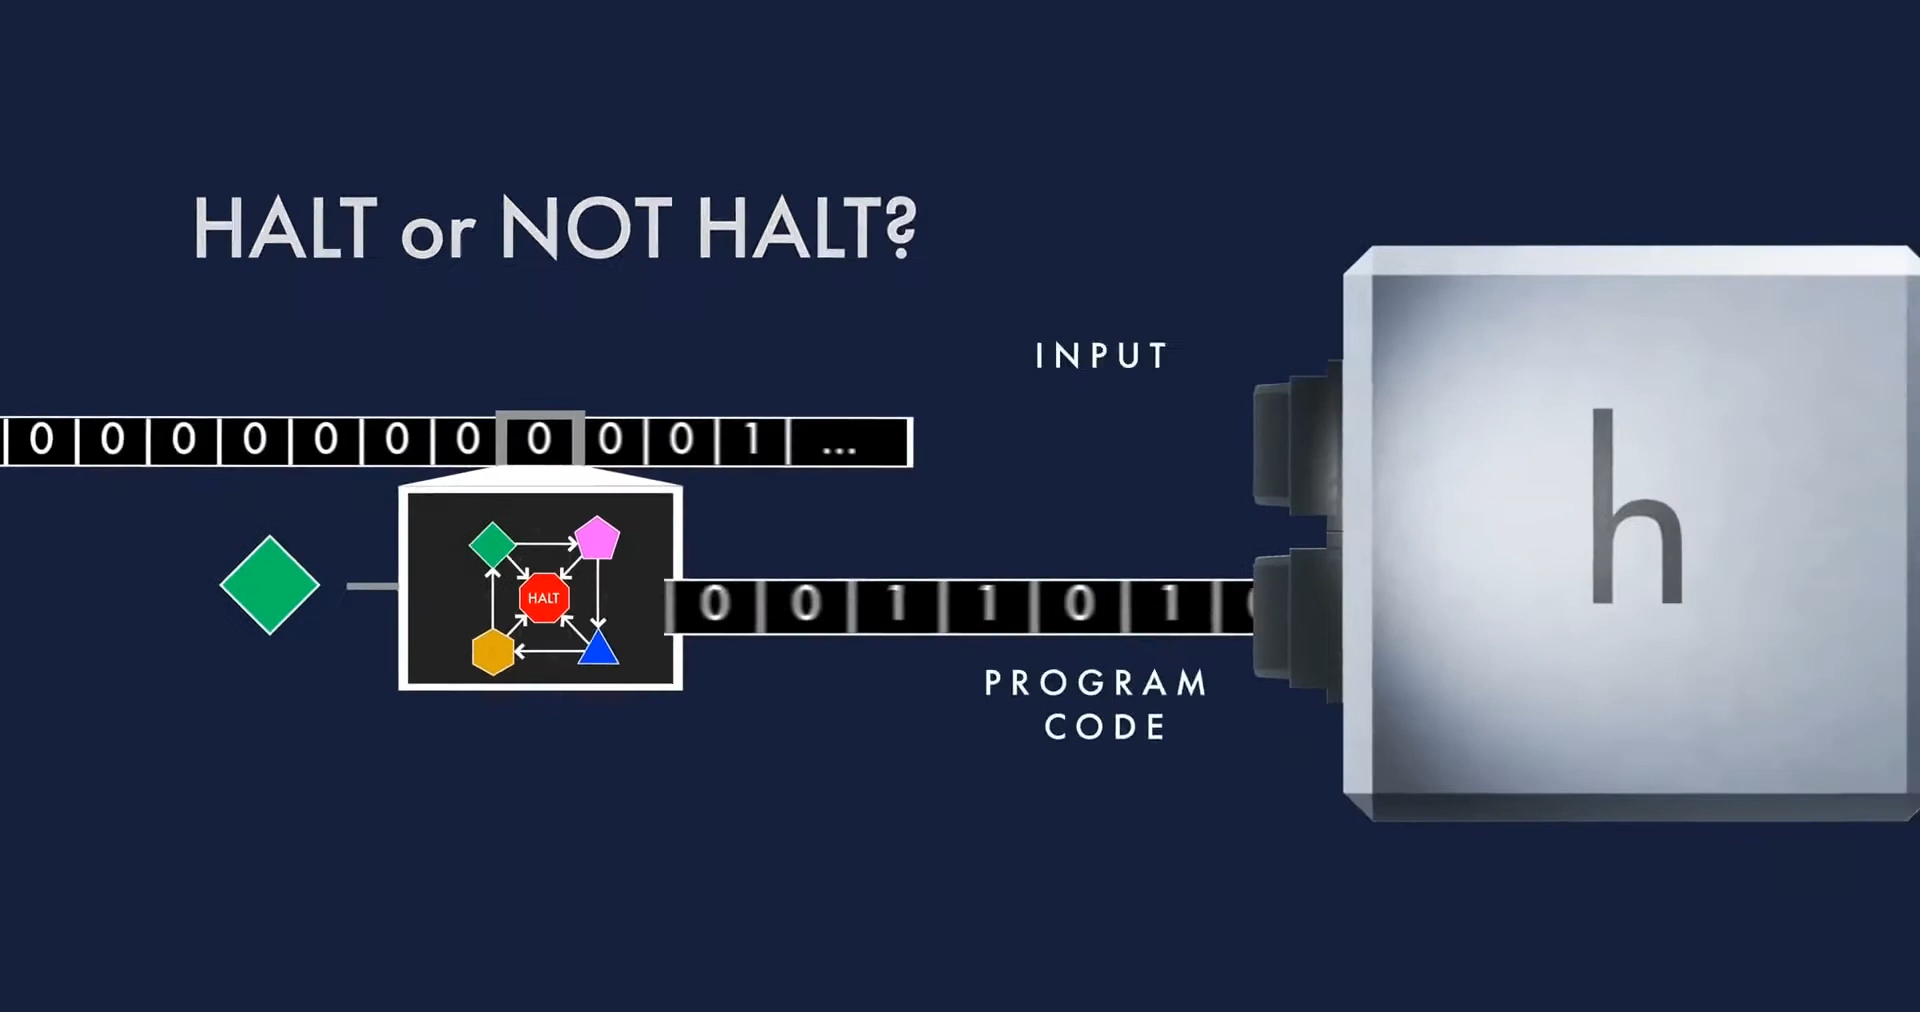 HALT or NOT HALT?
INPUT
0 0 0 0 0 0 0 0 0 0 1 ...
HALT
0 0 1 1 0 1
PROGRAM
CODE
h